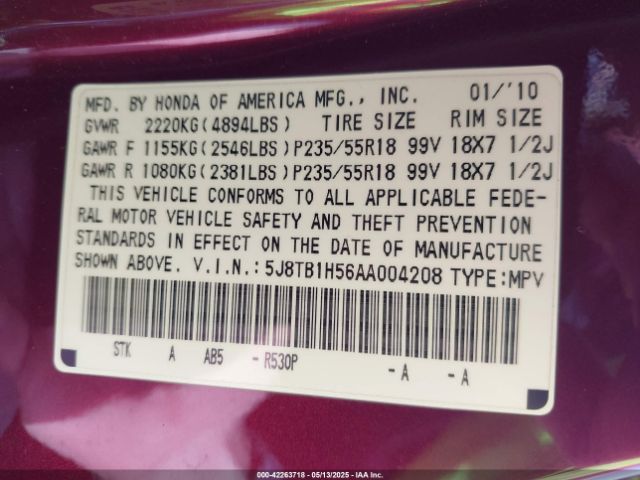 MFD. BY HONDA OF AMERICA MFG., INC. 01/'10
GVWR 2220KG(4894LBS) TIRE SIZE RIM SIZE
GAWR F 1155KG(2546LBS)P235/55R18 99V 18X7 1/2J
GAWR R 1080KG(2381LBS)P235/55R18 99V 18X7 1/2J
THIS VEHICLE CONFORMS TO ALL APPLICABLE FEDE-
RAL MOTOR VEHICLE SAFETY AND THEFT PREVENTION
STANDARDS IN EFFECT ON THE DATE OF MANUFACTURE
SHOWN ABOVE. V.I.N.:5J8TB1H56AA004208 TYPE:MPV
STK A AB5 -R530P -A -A
000-42263718 - 05/13/2025 - IAAI.COM